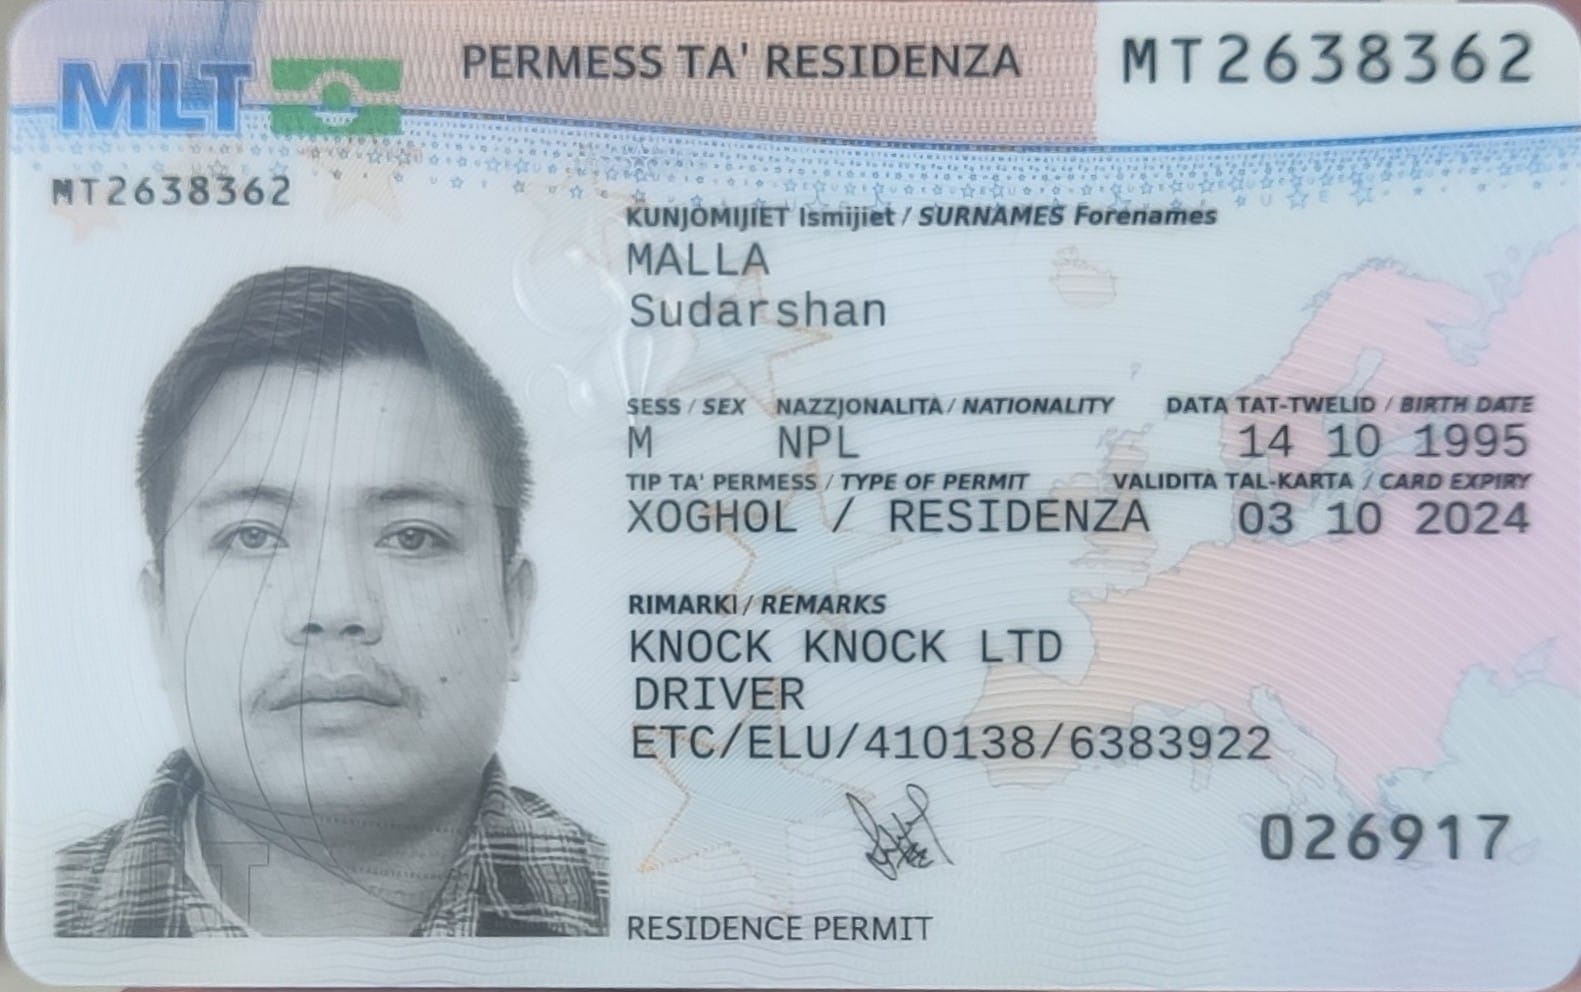 MLT
PERMESS TA' RESIDENZA
MT2638362
MT2638362
KUNJOMIJIET Ismijiet / SURNAMES Forenames
MALLA
Sudarshan
SESS / SEX NAZZJONALITÀ / NATIONALITY DATA TAT-TWELID / BIRTH DATE
M NPL 14 10 1995
TIP TA' PERMESS / TYPE OF PERMIT VALIDITA TAL-KARTA / CARD EXPIRY
XOGHOL / RESIDENZA 03 10 2024
RIMARKI / REMARKS
KNOCK KNOCK LTD
DRIVER
ETC/ELU/410138/6383922
026917
RESIDENCE PERMIT